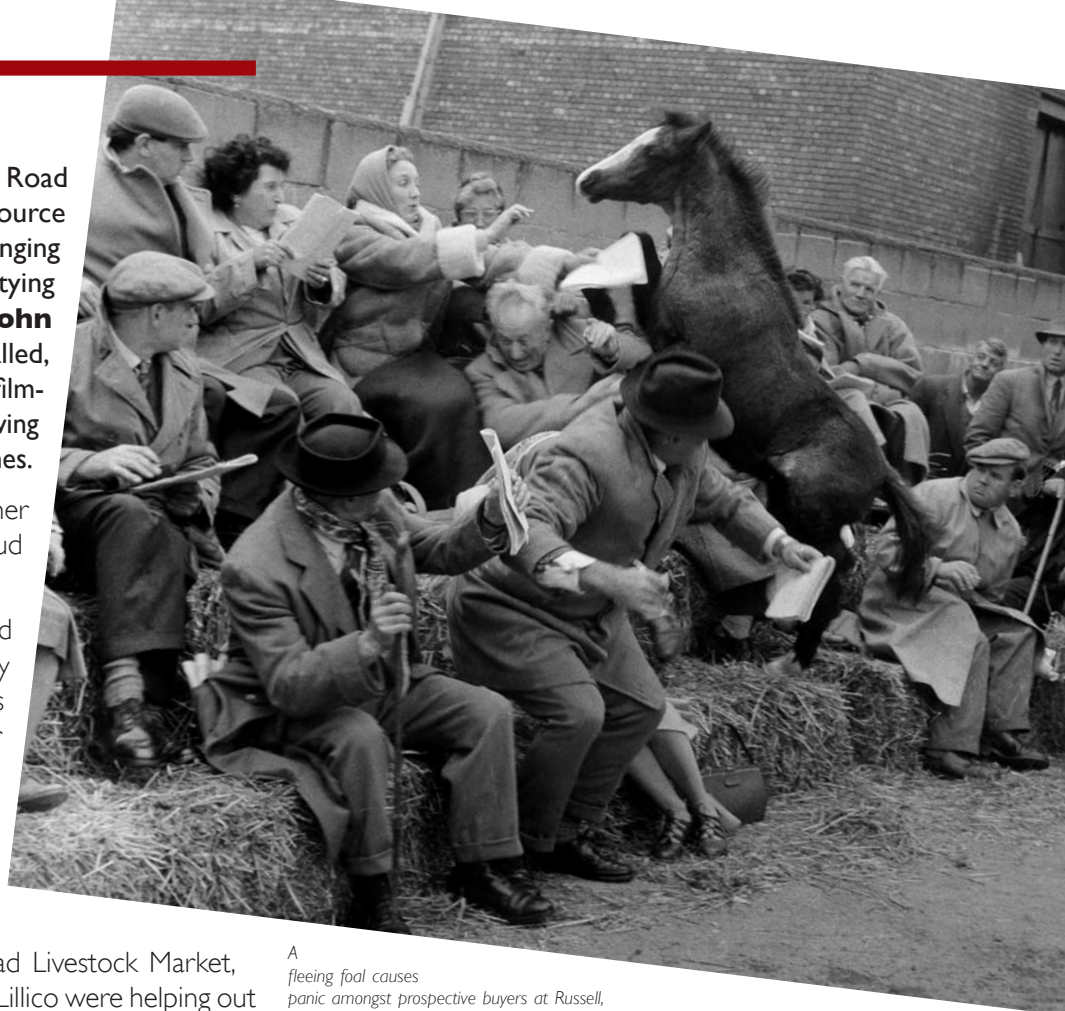 Road
ource
nging
tying
ohn
lled,
film-
ving
nes.
her
ud
d
y
s
ad Livestock Market,
Lillico were helping out
A
fleeing foal causes
panic amongst prospective buyers at Russell,